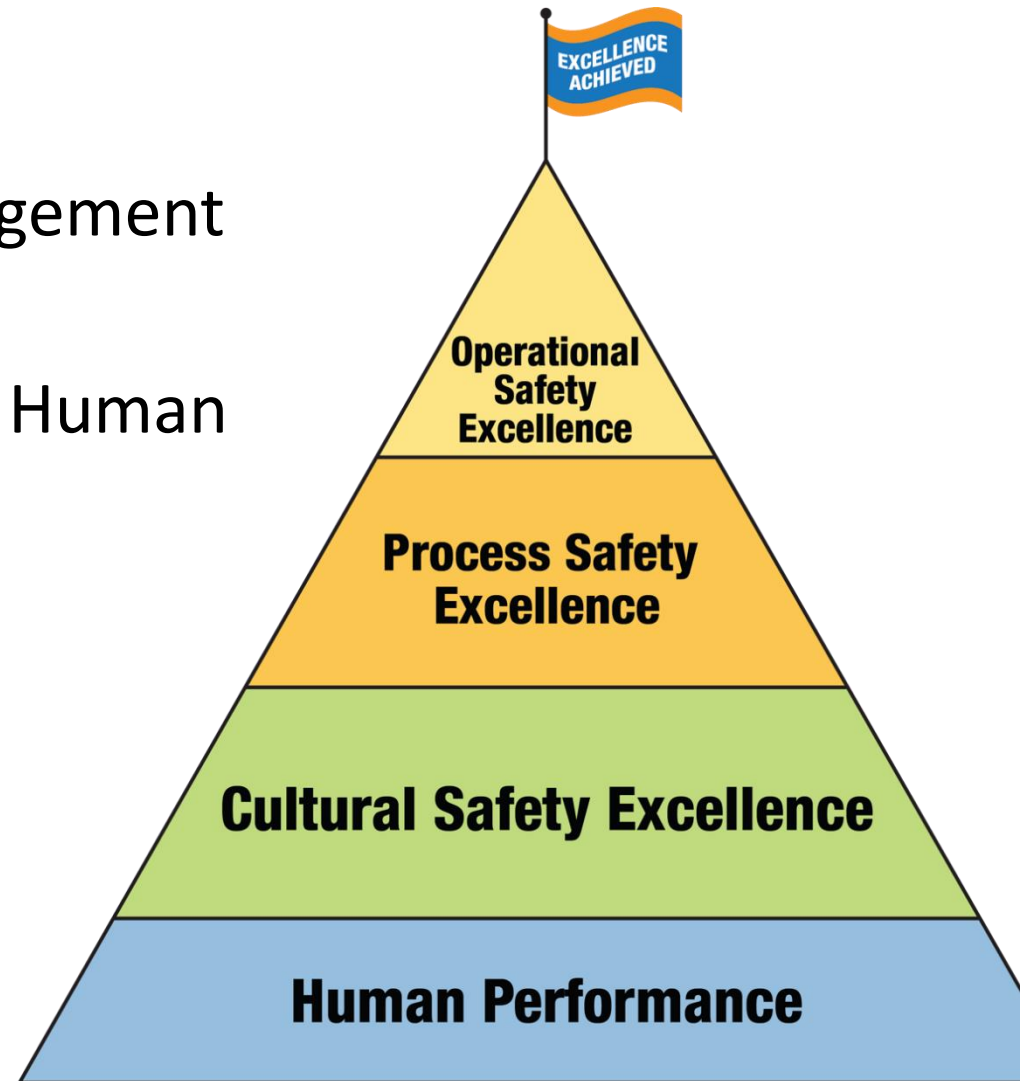 EXCELLENCE
ACHIEVED
gement
Human
Operational
Safety
Excellence
Process Safety
Excellence
Cultural Safety Excellence
Human Performance